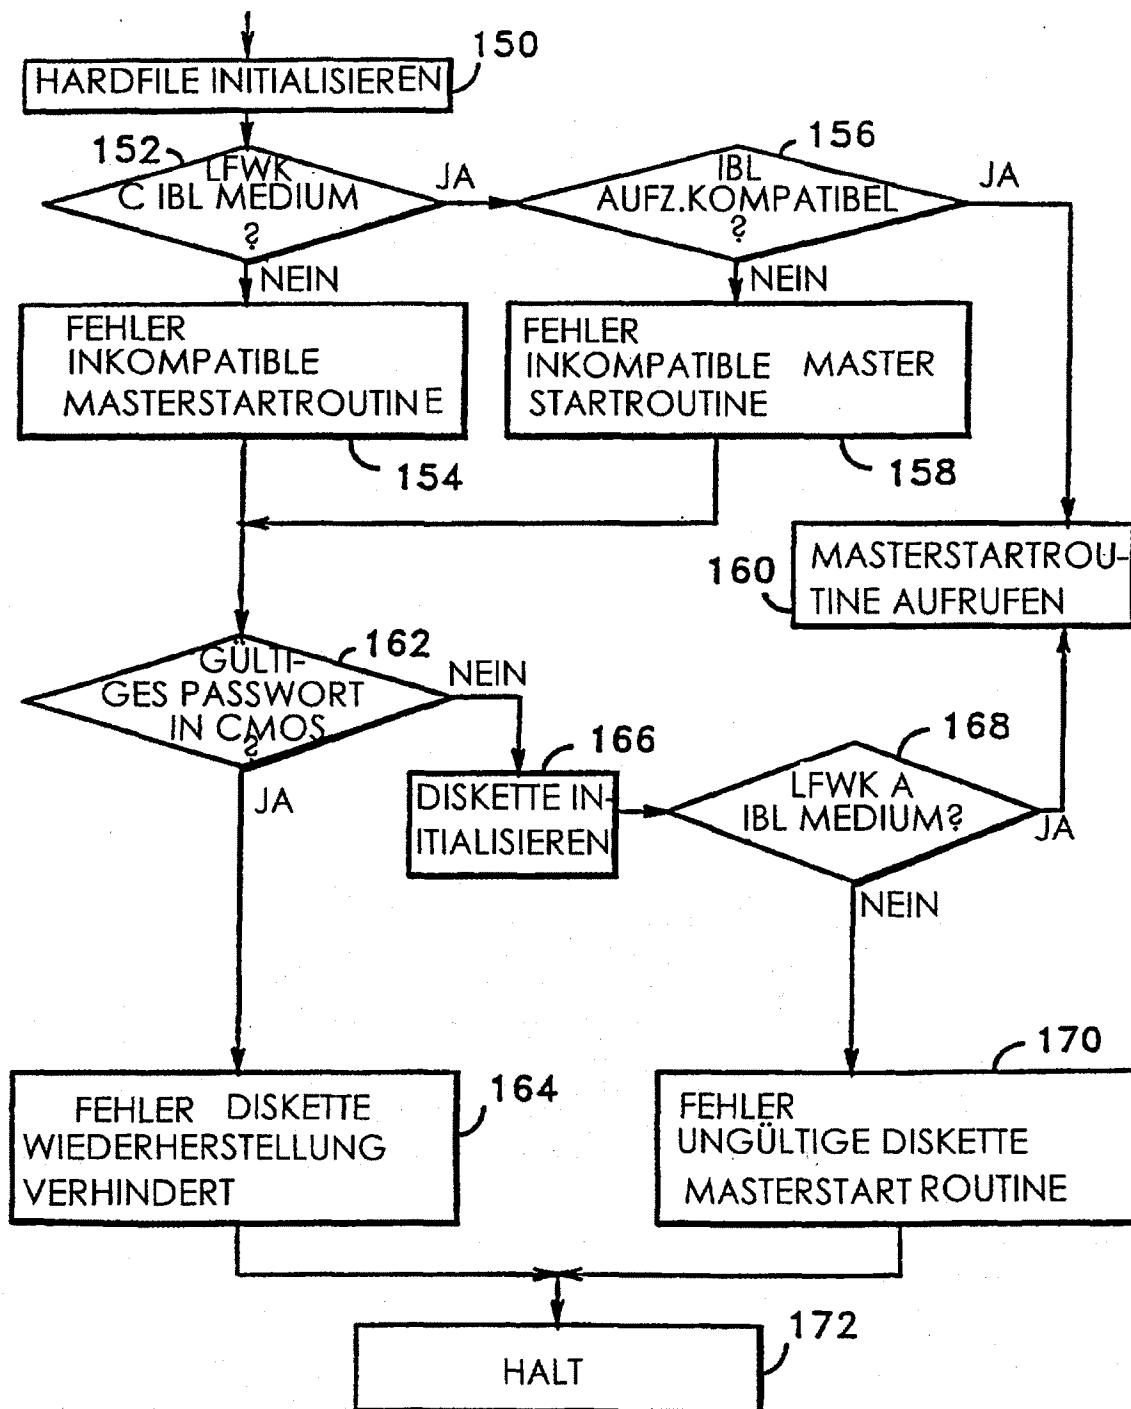 150
HARDFILE INITIALISIEREN
152
LFWK
C IBL MEDIUM
?
JA
156
IBL
AUFZ.KOMPATIBEL
?
JA
NEIN
NEIN
FEHLER
INKOMPATIBLE
MASTERSTARTROUTINE
154
FEHLER
INKOMPATIBLE MASTER
STARTROUTINE
158
160
MASTERSTARTROU-
TINE AUFRUFEN
162
GÜLTI-
GES PASSWORT
IN CMOS
?
NEIN
JA
166
DISKETTE IN-
ITIALISIEREN
168
LFWK A
IBL MEDIUM?
JA
NEIN
164
FEHLER DISKETTE
WIEDERHERSTELLUNG
VERHINDERT
170
FEHLER
UNGÜLTIGE DISKETTE
MASTERSTART ROUTINE
172
HALT